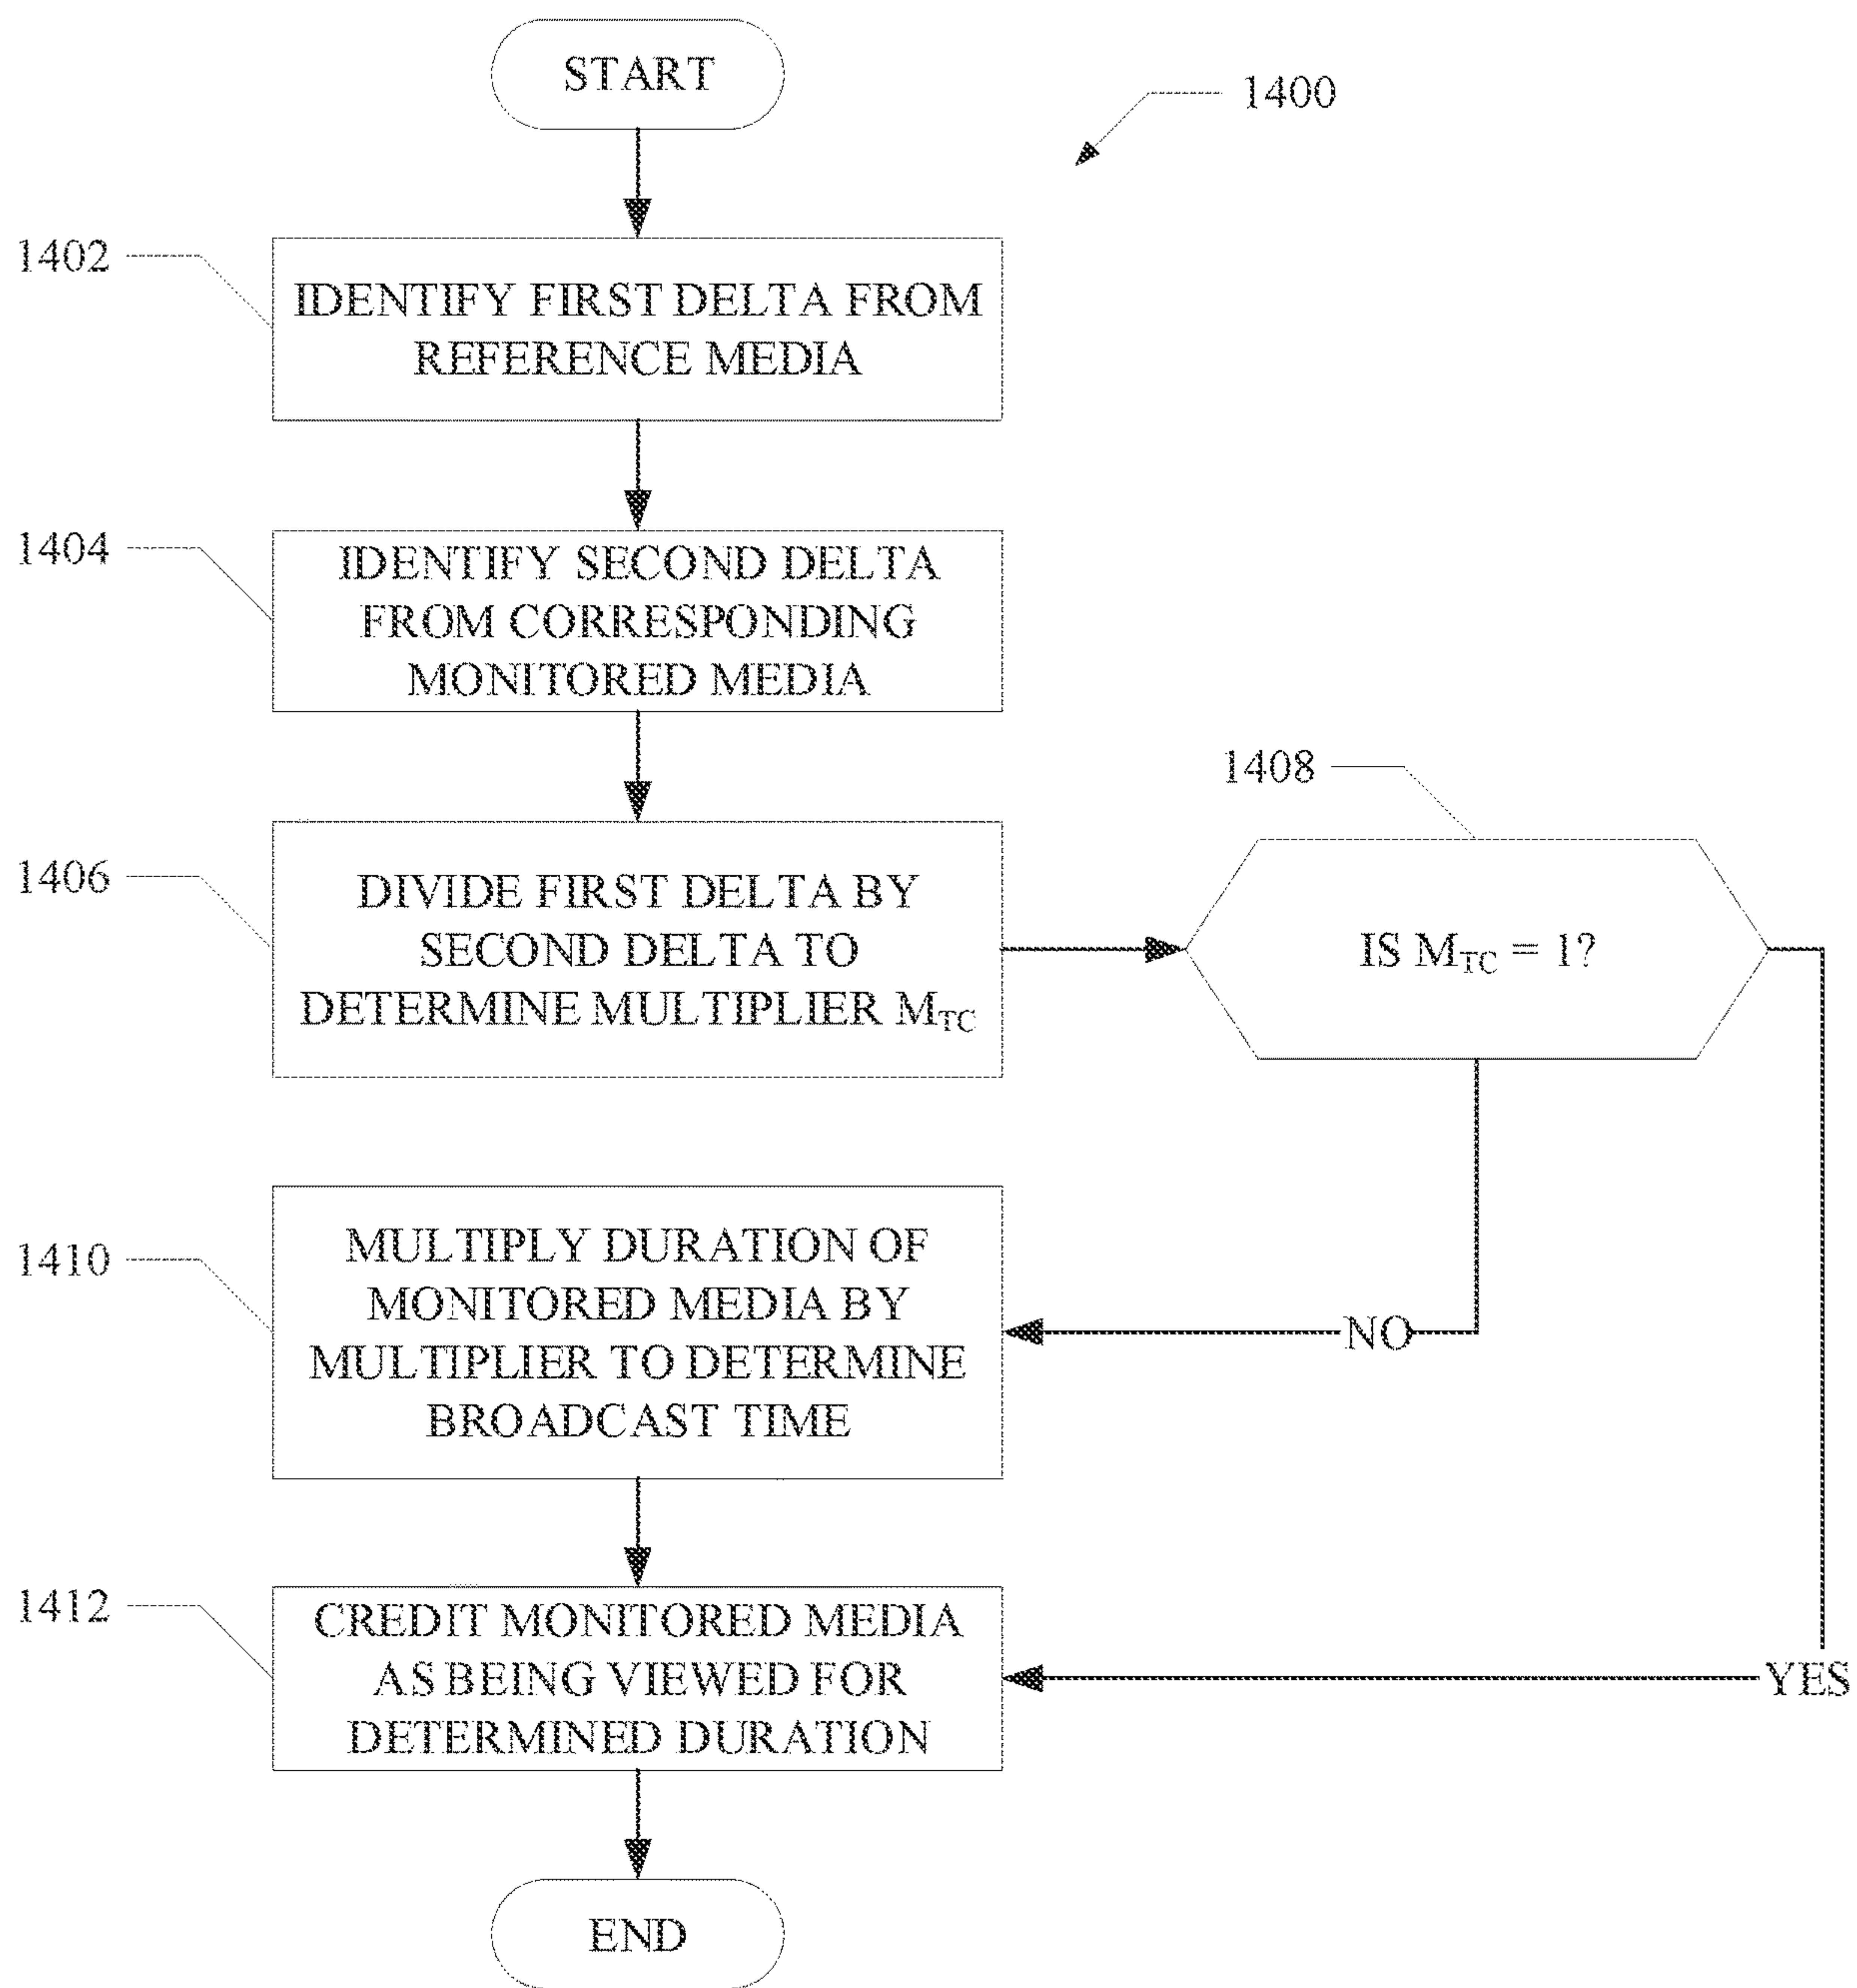 START
1400
1402
IDENTIFY FIRST DELTA FROM
REFERENCE MEDIA
1404
IDENTIFY SECOND DELTA
FROM CORRESPONDING
MONITORED MEDIA
1406
DIVIDE FIRST DELTA BY
SECOND DELTA TO
DETERMINE MULTIPLIER MTC
1408
IS MTC = 1?
1410
MULTIPLY DURATION OF
MONITORED MEDIA BY
MULTIPLIER TO DETERMINE
BROADCAST TIME
NO
1412
CREDIT MONITORED MEDIA
AS BEING VIEWED FOR
DETERMINED DURATION
YES
END